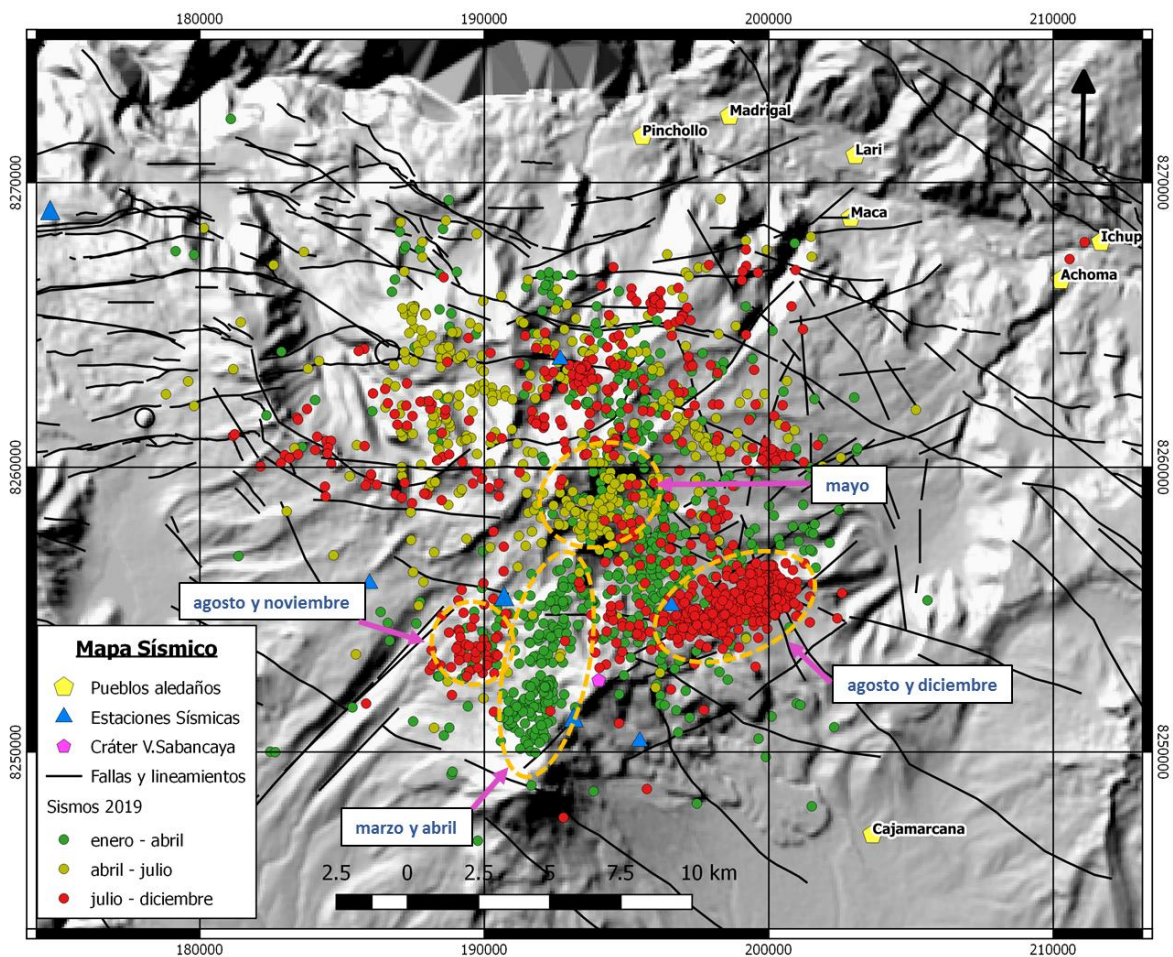 180000 190000 200000 210000
Madrigal
Pinchollo
Lari
8270000 8270000
Maca
Ichup
Achoma
8260000 8260000
mayo
agosto y noviembre
Mapa Sísmico
Pueblos aledaños
Estaciones Sísmicas
Cráter V.Sabancaya
Fallas y lineamientos
Sismos 2019
enero - abril
abril - julio
julio - diciembre
agosto y diciembre
8250000 8250000
marzo y abril
Cajamarcana
2.5 0 2.5 5 7.5 10 km
180000 190000 200000 210000